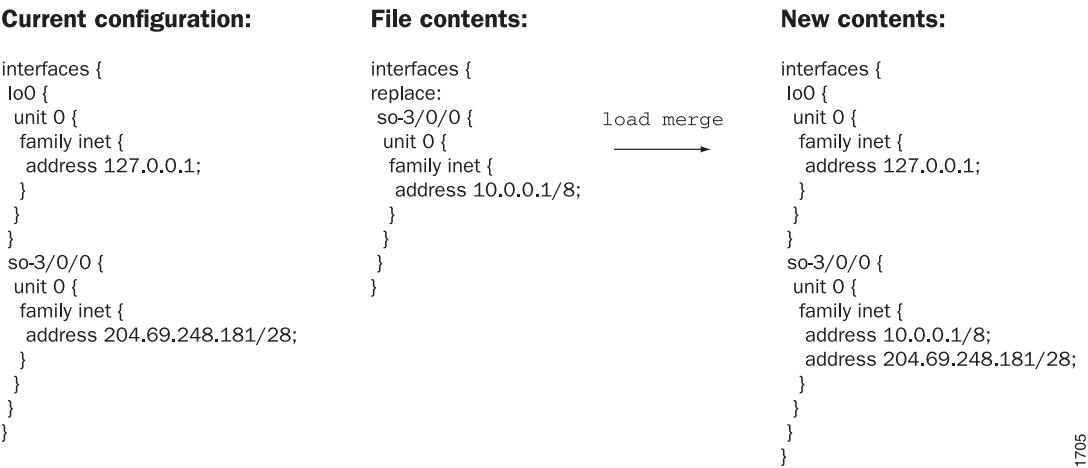 Current configuration:
interfaces {
lo0 {
unit 0 {
family inet {
address 127.0.0.1;
}
}
}
so-3/0/0 {
unit 0 {
family inet {
address 204.69.248.181/28;
}
}
}
}
File contents:
interfaces {
replace:
so-3/0/0 {
unit 0 {
family inet {
address 10.0.0.1/8;
}
}
}
}
load merge
New contents:
interfaces {
lo0 {
unit 0 {
family inet {
address 127.0.0.1;
}
}
}
so-3/0/0 {
unit 0 {
family inet {
address 10.0.0.1/8;
address 204.69.248.181/28;
}
}
}
}
1705